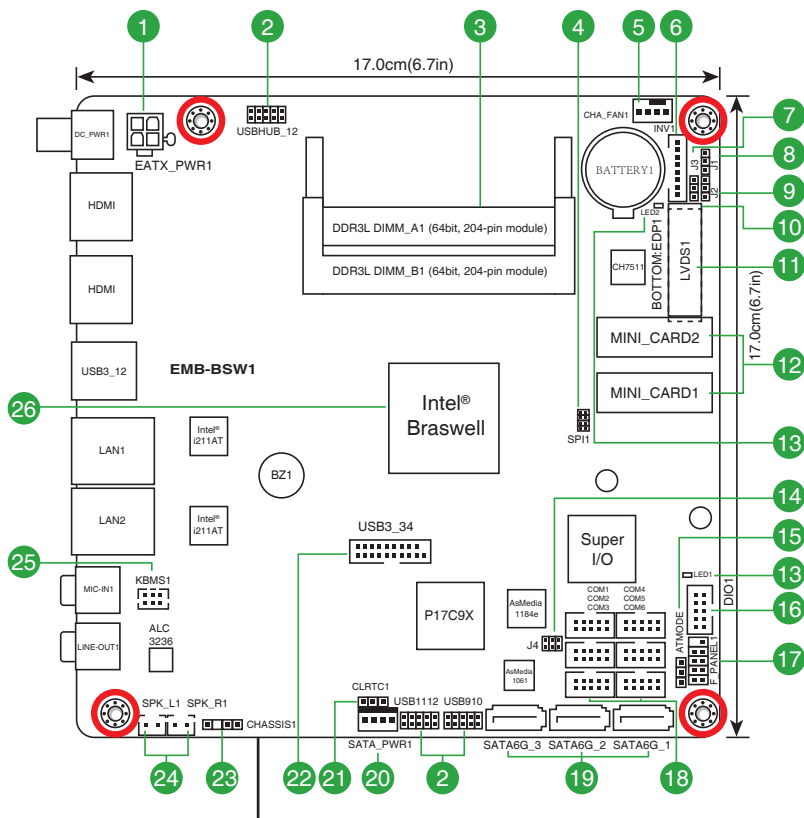 1
2
3
4
5
6
17.0cm(6.7in)
CHA_FAN1
INV1
7
DC_PWR1
USBHUB_12
EATX_PWR1
BATTERY1
J3
J1
8
J2
9
HDMI
LED2
10
DDR3L DIMM_A1 (64bit, 204-pin module)
DDR3L DIMM_B1 (64bit, 204-pin module)
BOTTOM:EDP1
CH7511
LVDS1
11
HDMI
17.0cm(6.7in)
MINI_CARD2
12
USB3_12
EMB-BSW1
MINI_CARD1
26
Intel®
Braswell
SPI1
13
LAN1
Intel®
i211AT
BZ1
14
LAN2
Intel®
i211AT
USB3_34
22
Super
I/O
15
25
KBMS1
MIC-IN1
LED1
13
COM1
COM2
COM3
COM4
COM5
COM6
DIO1
16
P17C9X
AsMedia
1184e
ALC
3236
LINE-OUT1
J4
ATMODE
F_PANEL1
17
AsMedia
1061
CLRTC1
SPK_L1
SPK_R1
CHASSIS1
USB1112
USB910
SATA_PWR1
SATA6G_3
SATA6G_2
SATA6G_1
24
23
22
21
20
2
19
18